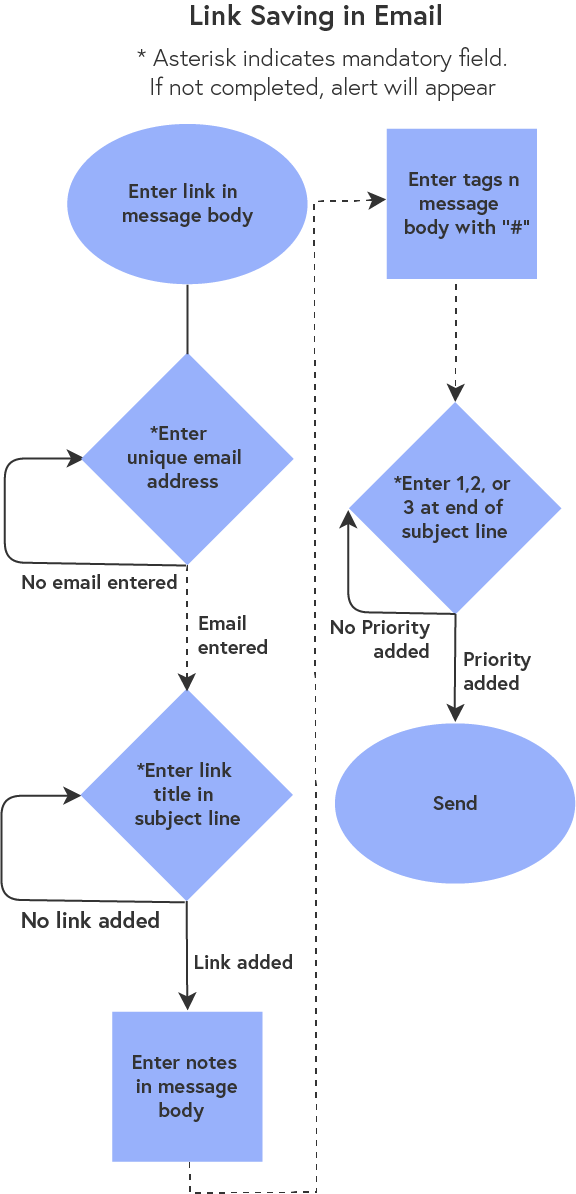 Link Saving in Email
* Asterisk indicates mandatory field.
If not completed, alert will appear
Enter link in
message body
*Enter
unique email
address
No email entered
Email
entered
*Enter link
title in
subject line
No link added
Link added
Enter notes
in message
body
Enter tags n
message
body with "#"
*Enter 1,2, or
3 at end of
subject line
No Priority
added
Priority
added
Send